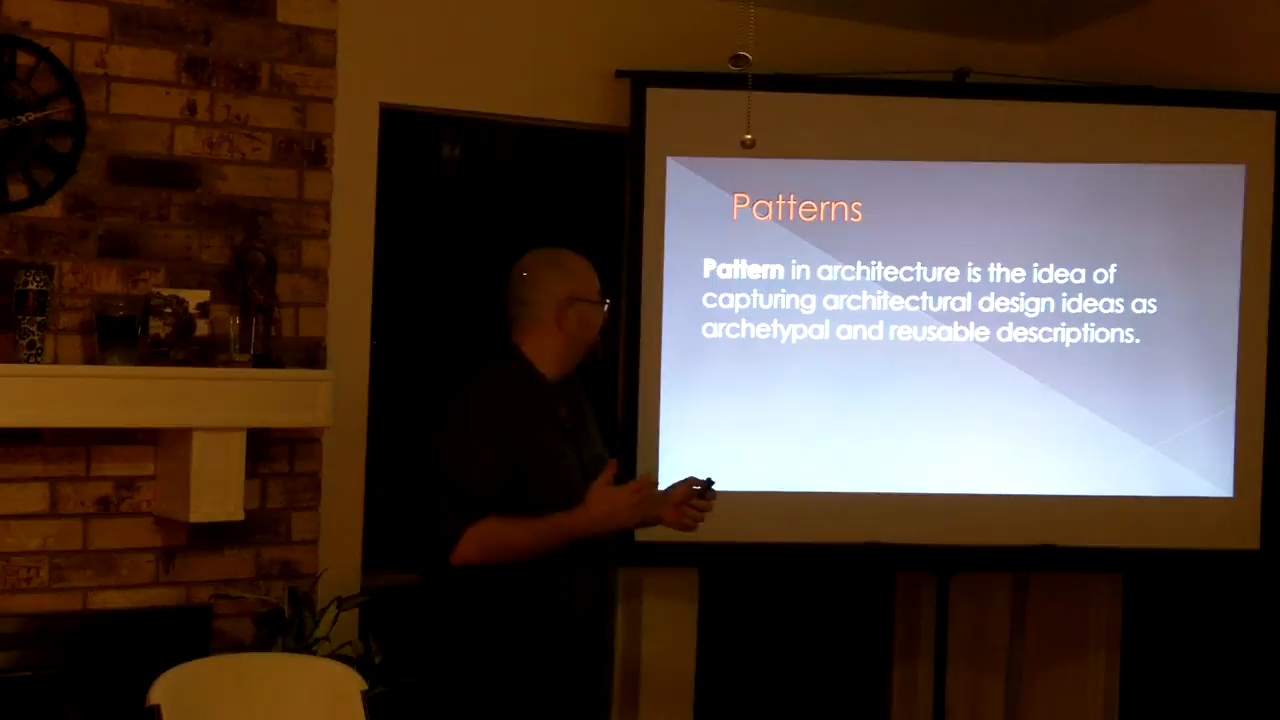 Patterns
Pattern in architecture is the idea of
capturing architectural design ideas as
archetypal and reusable descriptions.